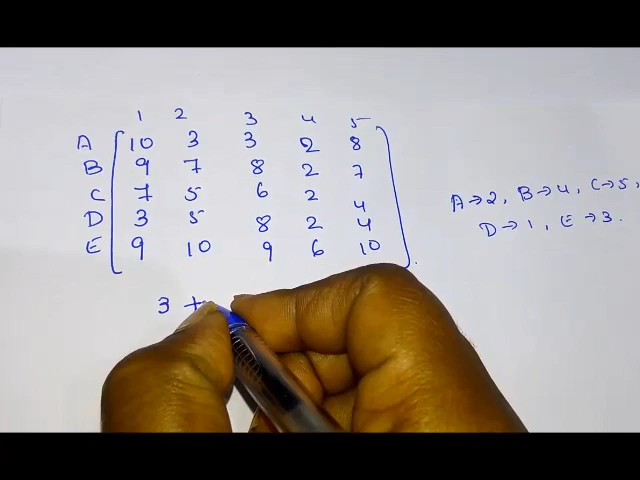 1 2 3 4 5
A 10 3 3 2 8
B 9 7 8 2 7
C 7 5 6 2 4
D 3 5 8 2 4
E 9 10 9 6 10
A→2, B→4, C→5,
D→1, E→3.
3 +